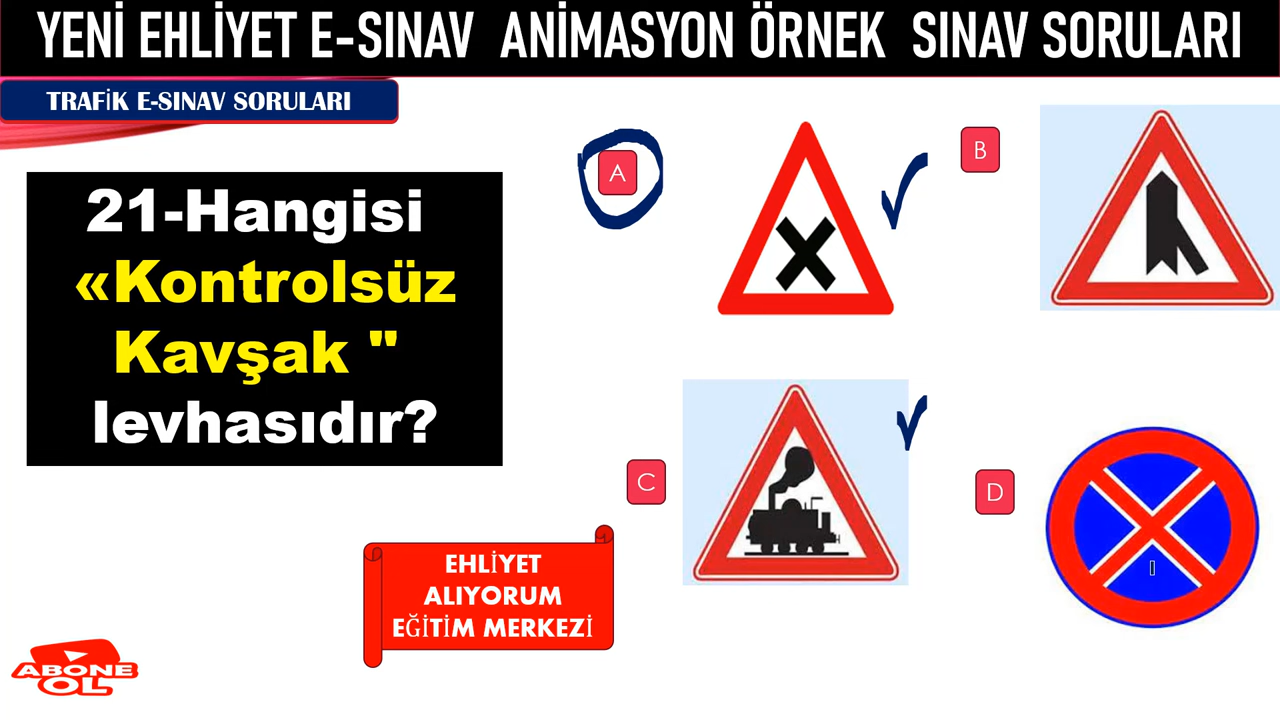 YENİ EHLİYET E-SINAV ANİMASYON ÖRNEK SINAV SORULARI
TRAFİK E-SINAV SORULARI
21-Hangisi
«Kontrolsüz
Kavşak "
levhasıdır?
A
B
C
D
EHLİYET
ALIYORUM
EĞİTİM MERKEZİ
ABONE
OL